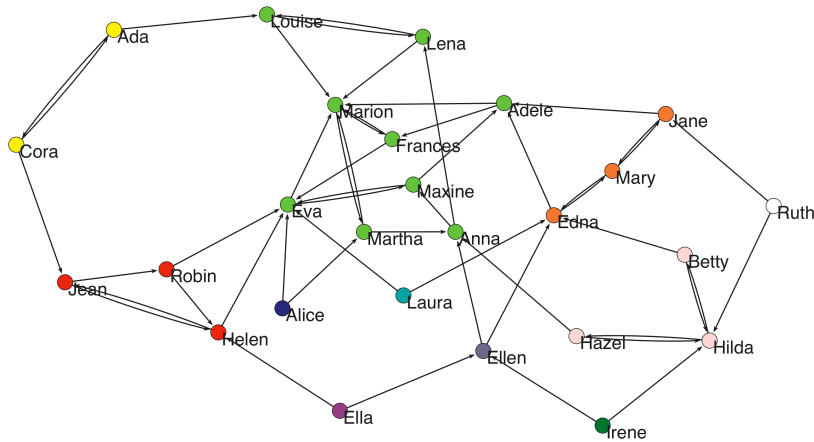 Louise
Ada
Lena
Marion
Adele
Jane
Frances
Cora
Mary
Maxine
Eva
Ruth
Edna
Martha
Anna
Betty
Robin
Jean
Laura
Alice
Helen
Hazel
Hilda
Ellen
Ella
Irene